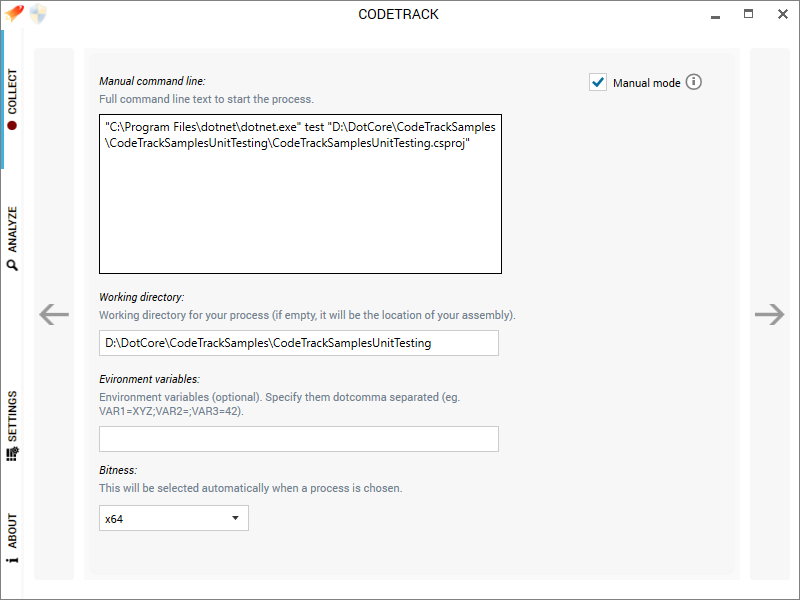 CODETRACK
COLLECT
ANALYZE
SETTINGS
ABOUT
Manual command line:
Manual mode
Full command line text to start the process.
"C:\Program Files\dotnet\dotnet.exe" test "D:\DotCore\CodeTrackSamples
\CodeTrackSamplesUnitTesting\CodeTrackSamplesUnitTesting.csproj"
Working directory:
Working directory for your process (if empty, it will be the location of your assembly).
D:\DotCore\CodeTrackSamples\CodeTrackSamplesUnitTesting
Evironment variables:
Environment variables (optional). Specify them dotcomma separated (eg.
VAR1=XYZ;VAR2=;VAR3=42).
Bitness:
This will be selected automatically when a process is chosen.
x64